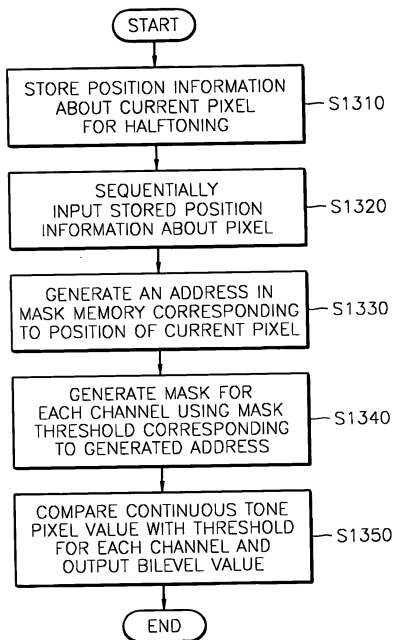 START
STORE POSITION INFORMATION
ABOUT CURRENT PIXEL
FOR HALFTONING
S1310
SEQUENTIALLY
INPUT STORED POSITION
INFORMATION ABOUT PIXEL
S1320
GENERATE AN ADDRESS IN
MASK MEMORY CORRESPONDING
TO POSITION OF CURRENT PIXEL
S1330
GENERATE MASK FOR
EACH CHANNEL USING MASK
THRESHOLD CORRESPONDING
TO GENERATED ADDRESS
S1340
COMPARE CONTINUOUS TONE
PIXEL VALUE WITH THRESHOLD
FOR EACH CHANNEL AND
OUTPUT BILEVEL VALUE
S1350
END